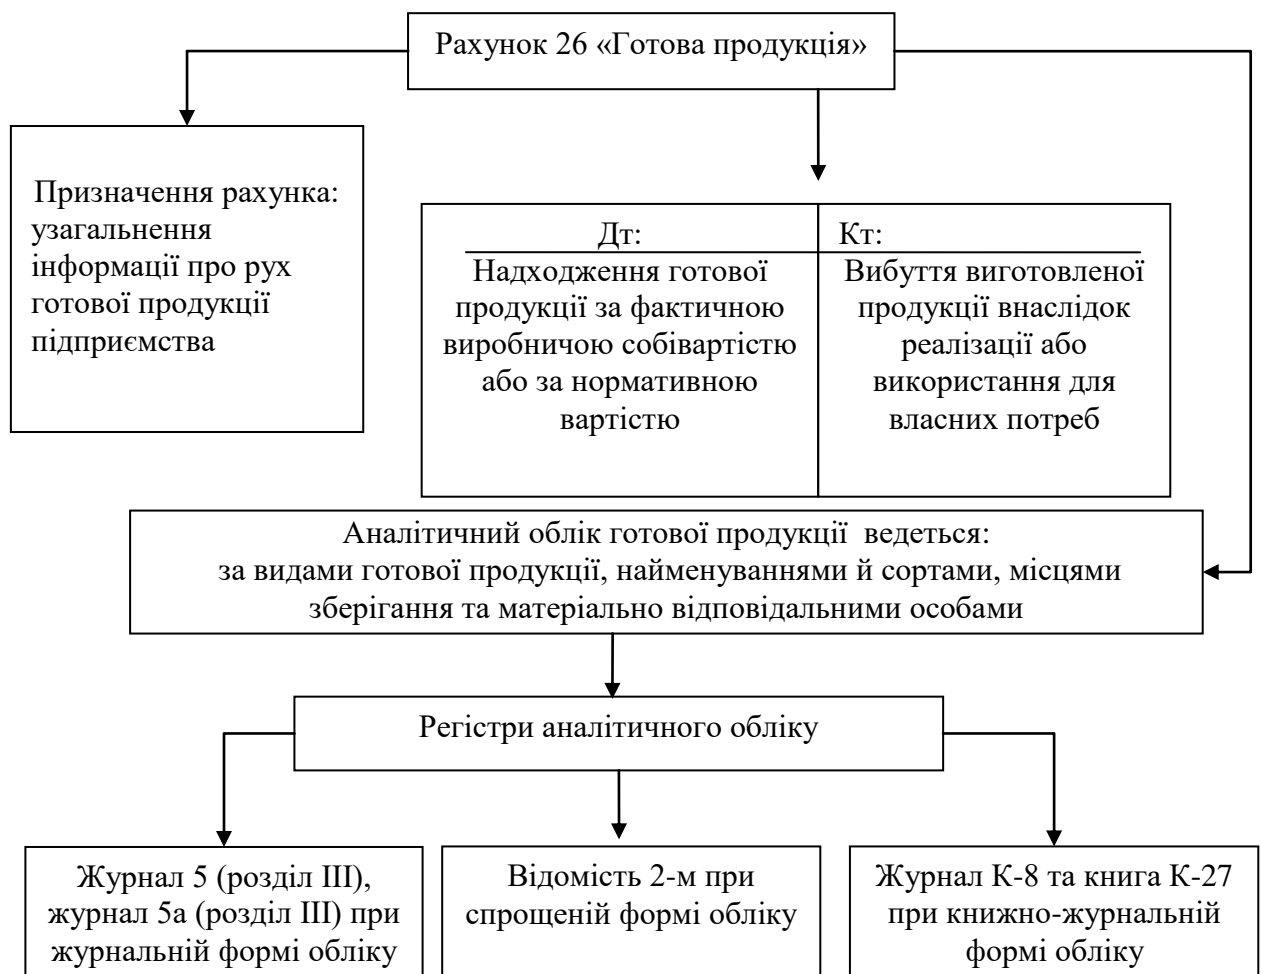 Рахунок 26 «Готова продукція»
Призначення рахунка:
узагальнення
інформації про рух
готової продукції
підприємства
Дт:
Надходження готової
продукції за фактичною
виробничою собівартістю
або за нормативною
вартістю
Кт:
Вибуття виготовленої
продукції внаслідок
реалізації або
використання для
власних потреб
Аналітичний облік готової продукції ведеться:
за видами готової продукції, найменуваннями й сортами, місцями
зберігання та матеріально відповідальними особами
Регістри аналітичного обліку
Журнал 5 (розділ ІІІ),
журнал 5а (розділ ІІІ) при
журнальній формі обліку
Відомість 2-м при
спрощеній формі обліку
Журнал К-8 та книга К-27
при книжно-журнальній
формі обліку